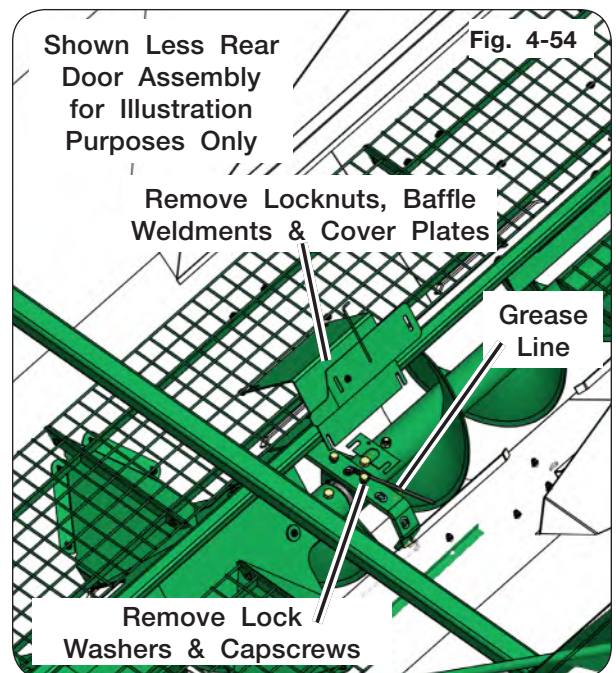 Shown Less Rear
Door Assembly
for Illustration
Purposes Only
Fig. 4-54
Remove Locknuts, Baffle
Weldments & Cover Plates
Grease
Line
Remove Lock
Washers & Capscrews